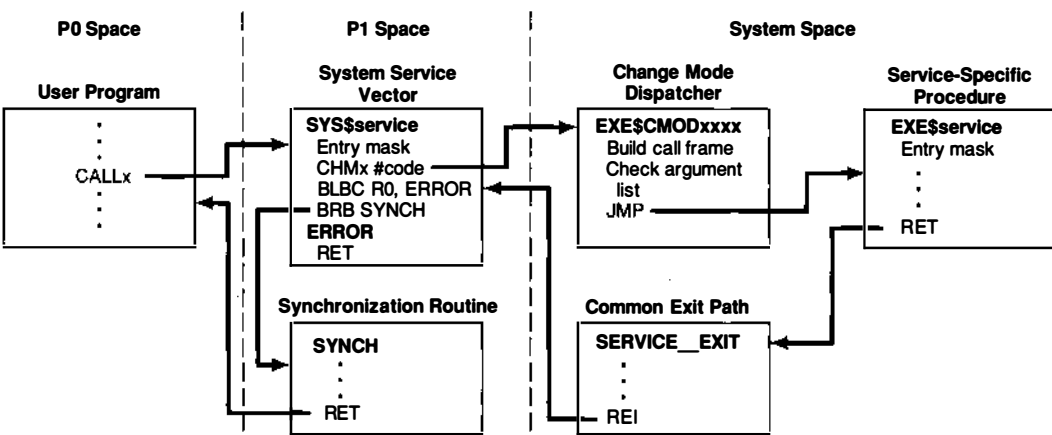 P0 Space
P1 Space
System Space
User Program
CALLx
System Service
Vector
SYS$service
Entry mask
CHMx #code
BLBC R0, ERROR
BRB SYNCH
ERROR
RET
Change Mode
Dispatcher
EXE$CMODxxxx
Build call frame
Check argument
list
JMP
Service-Specific
Procedure
EXE$service
Entry mask
RET
Synchronization Routine
SYNCH
RET
Common Exit Path
SERVICE__EXIT
REI